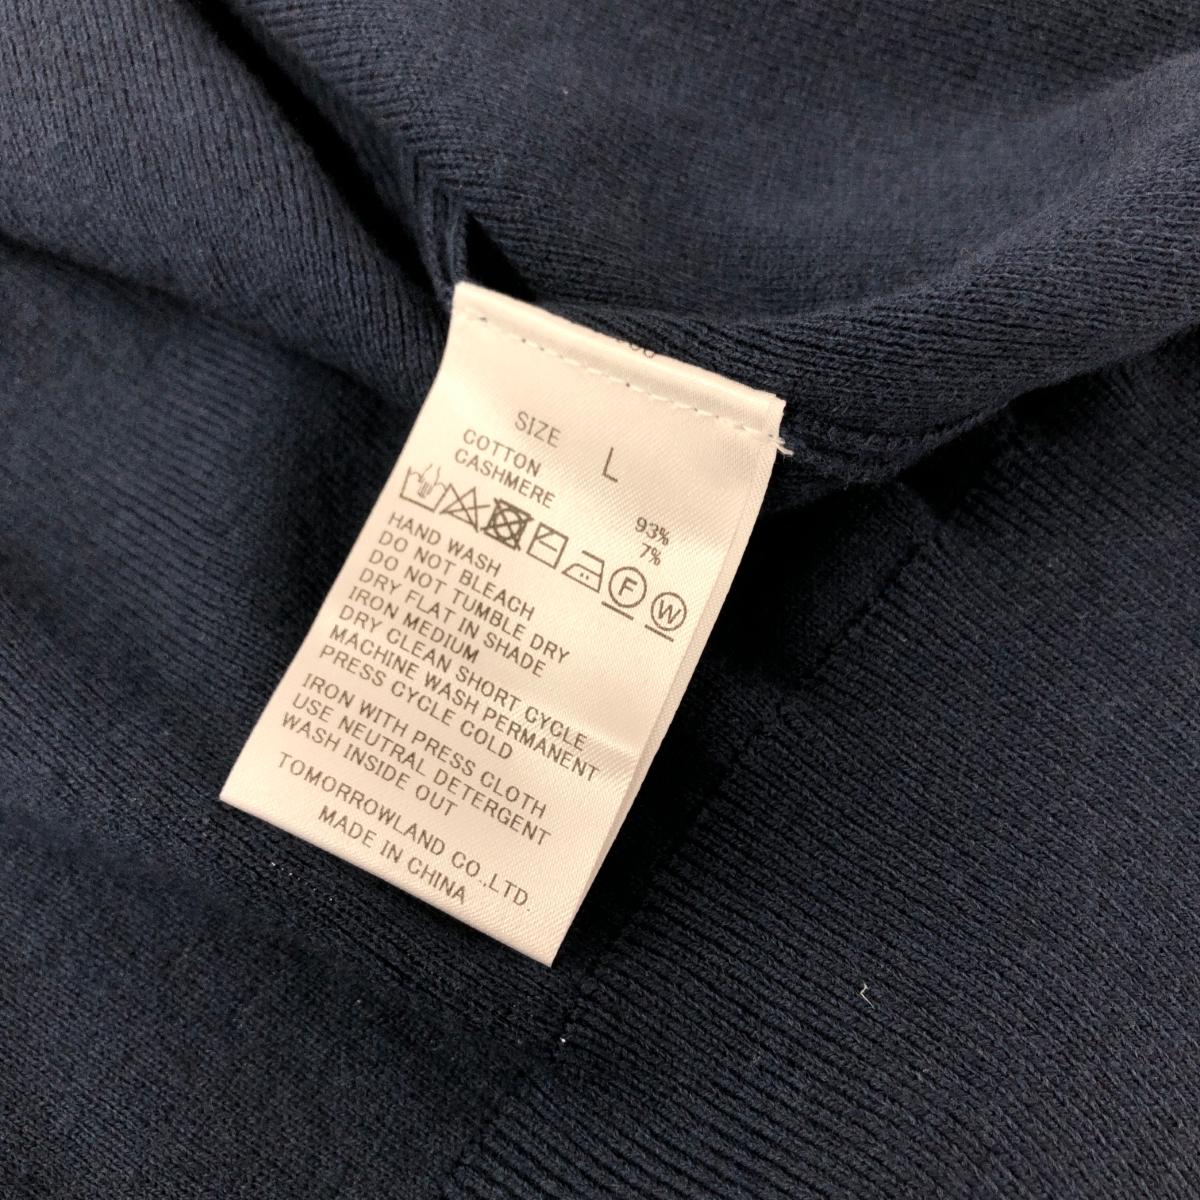 SIZE L
COTTON 93%
CASHMERE 7%
F W
HAND WASH
DO NOT BLEACH
DO NOT TUMBLE DRY
DRY FLAT IN SHADE
IRON MEDIUM
DRY CLEAN SHORT CYCLE
MACHINE WASH PERMANENT
PRESS CYCLE COLD
IRON WITH PRESS CLOTH
USE NEUTRAL DETERGENT
WASH INSIDE OUT
TOMORROWLAND CO.,LTD.
MADE IN CHINA